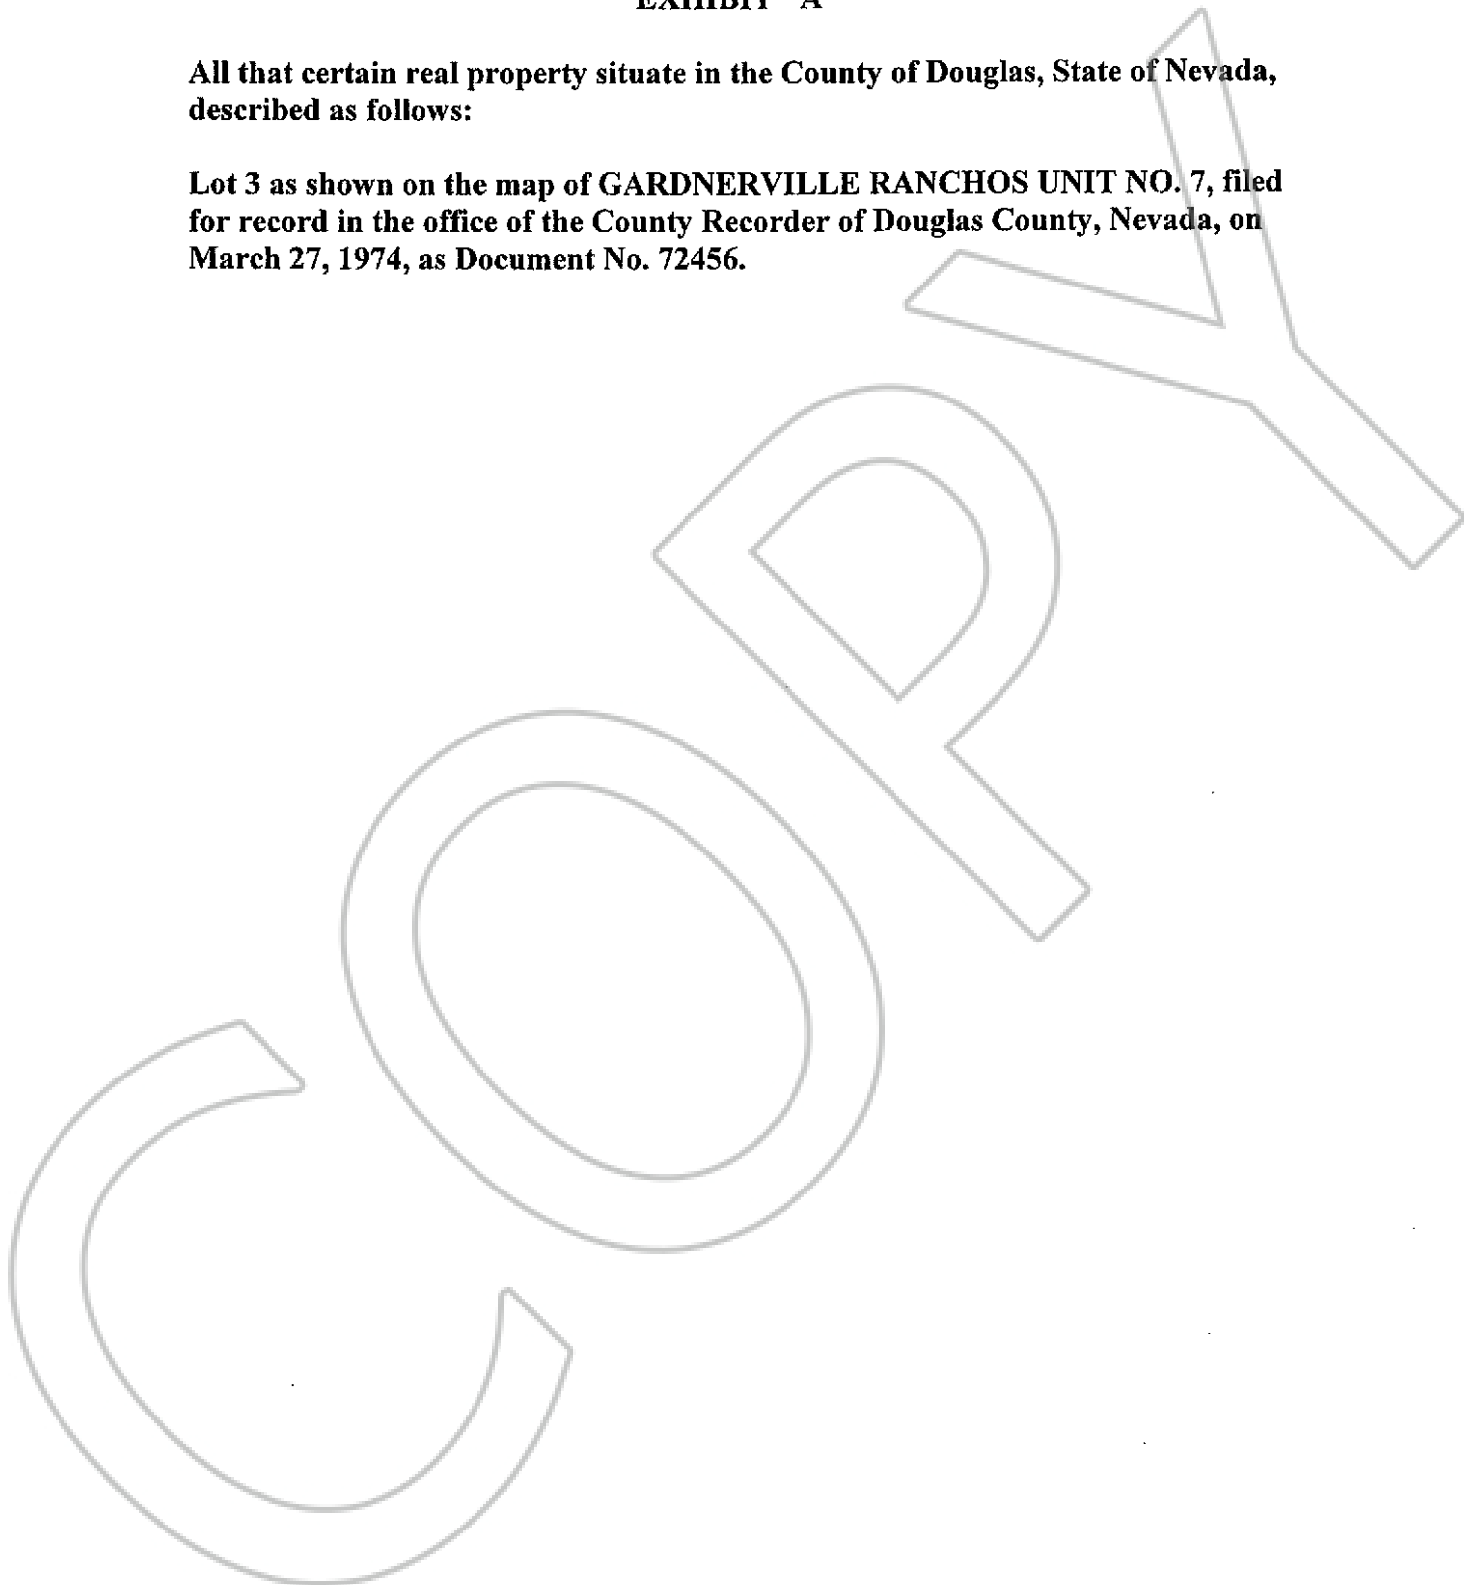 EXHIBIT "A"
All that certain real property situate in the County of Douglas, State of Nevada,
described as follows:
Lot 3 as shown on the map of GARDNERVILLE RANCHOS UNIT NO. 7, filed
for record in the office of the County Recorder of Douglas County, Nevada, on
March 27, 1974, as Document No. 72456.
COPY